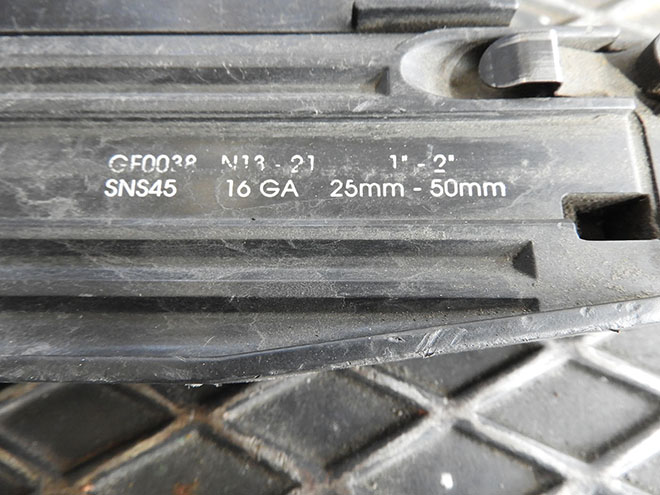 GF0038 N13 - 21 1" - 2"
SNS45 16 GA 25mm - 50mm